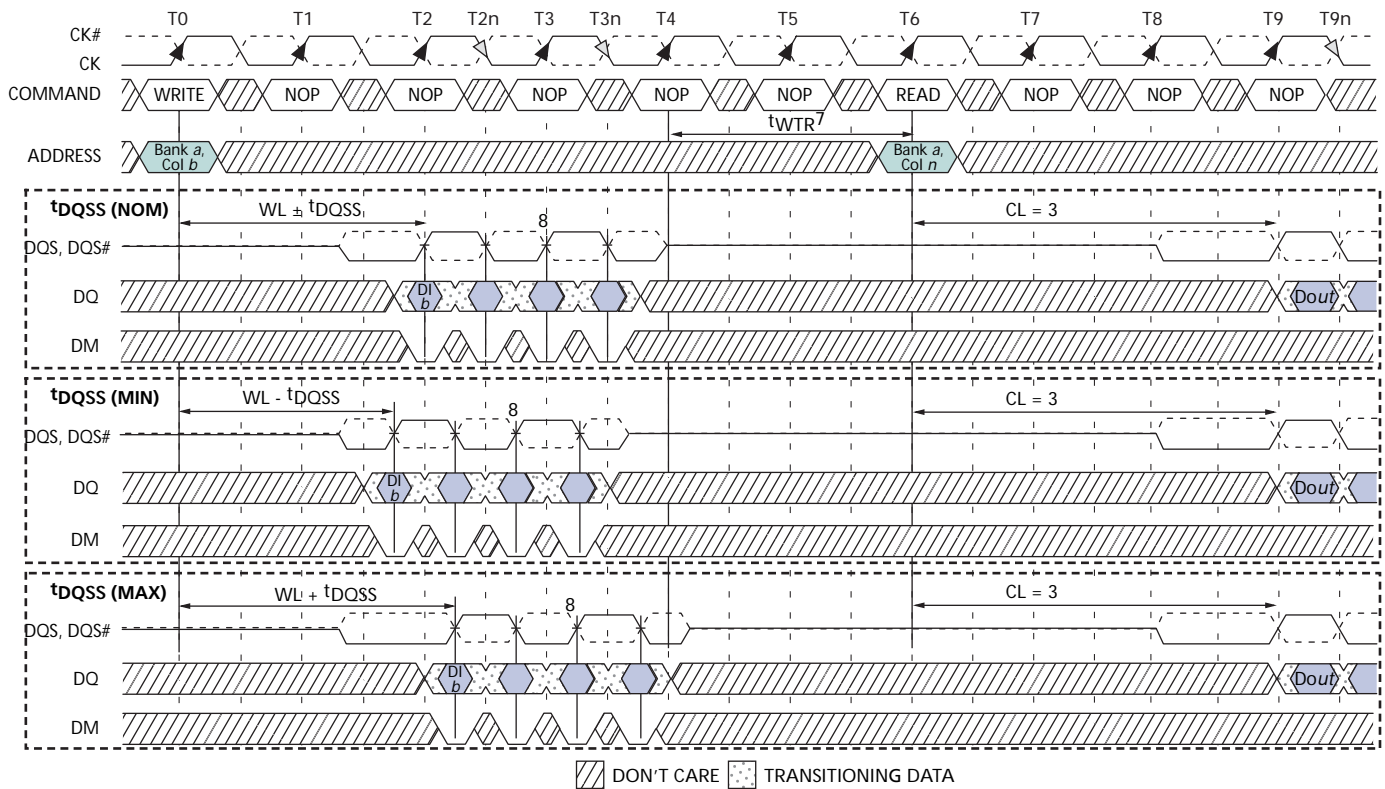 T0 T1 T2 T2n T3 T3n T4 T5 T6 T7 T8 T9 T9n
CK#
CK
COMMAND WRITE NOP NOP NOP NOP NOP READ NOP NOP NOP
tWTR7
ADDRESS Bank a, Col b Bank a, Col n
tDQSS (NOM) WL ± tDQSS 8 CL = 3
DQS, DQS#
DQ DI b Dout
DM
tDQSS (MIN) WL - tDQSS 8 CL = 3
DQS, DQS#
DQ DI b Dout
DM
tDQSS (MAX) WL + tDQSS 8 CL = 3
DQS, DQS#
DQ DI b Dout
DM
DON'T CARE TRANSITIONING DATA